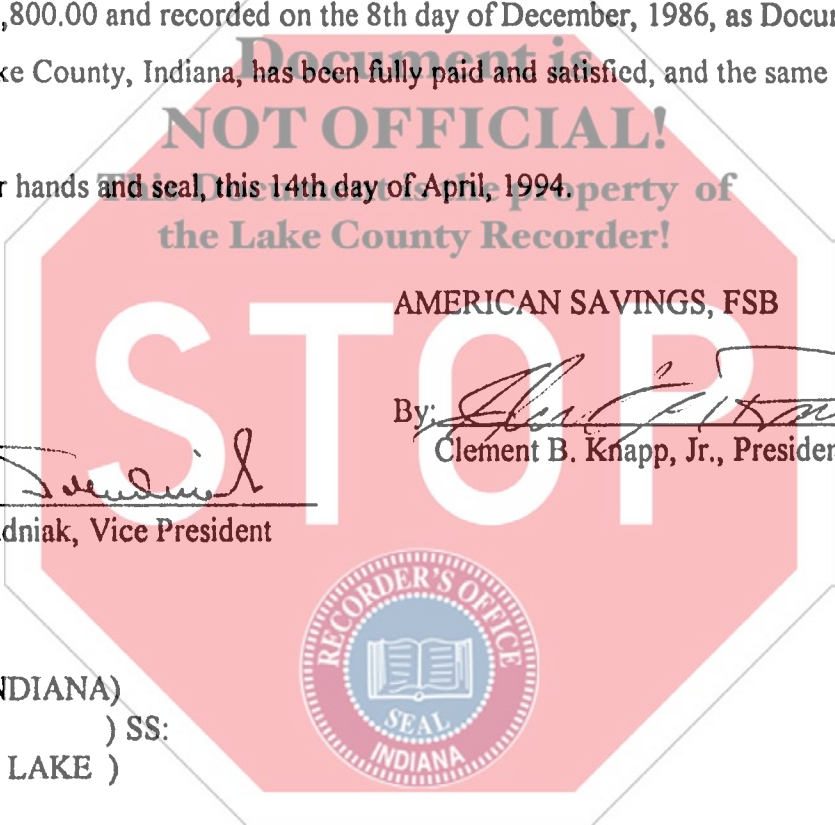 ,800.00 and recorded on the 8th day of December, 1986, as Docu
Document is
ke County, Indiana, has been fully paid and satisfied, and the same
NOT OFFICIAL!
r hands and seal, this 14th day of April, 1994.
This Document is the property of
the Lake County Recorder!
AMERICAN SAVINGS, FSB
STOP
By:
Clement B. Knapp, Jr., Presiden
dniak, Vice President
RECORDER'S OFFICE
SEAL
INDIANA
NDIANA)
) SS:
LAKE )